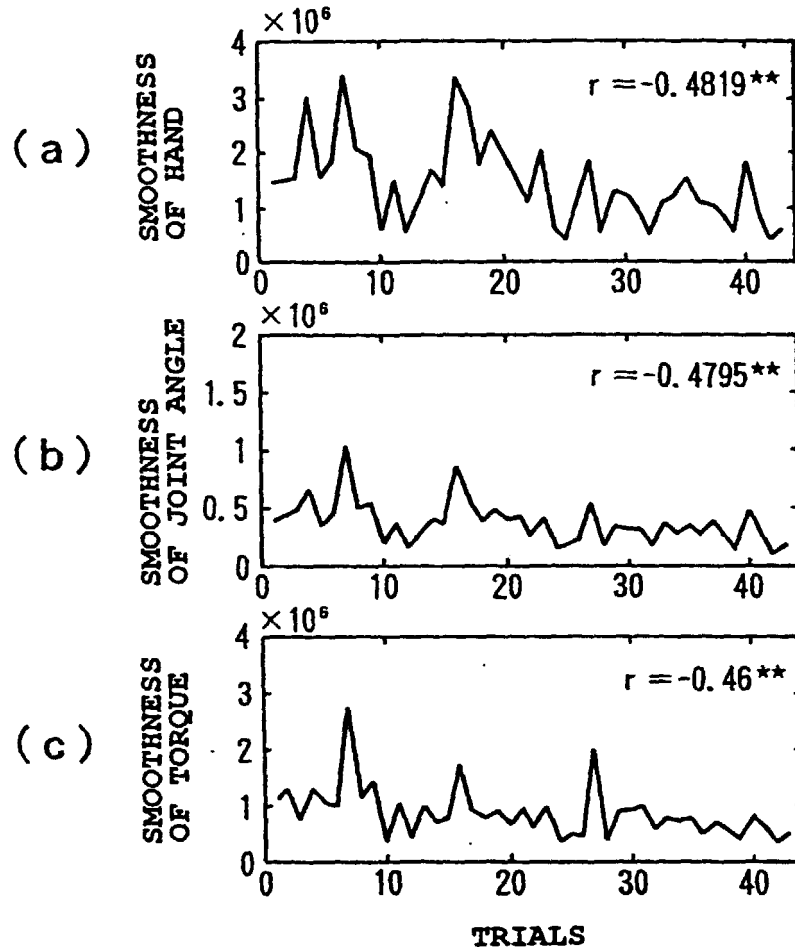 (a)
SMOOTHNESS
OF HAND
× 10⁶
4
3
2
1
0
r = -0.4819**
10
20
30
40
(b)
SMOOTHNESS
OF JOINT ANGLE
× 10⁶
2
1.5
1
0.5
0
r = -0.4795**
0
10
20
30
40
(c)
SMOOTHNESS
OF TORQUE
× 10⁶
4
3
2
1
0
r = -0.46**
0
10
20
30
40
TRIALS